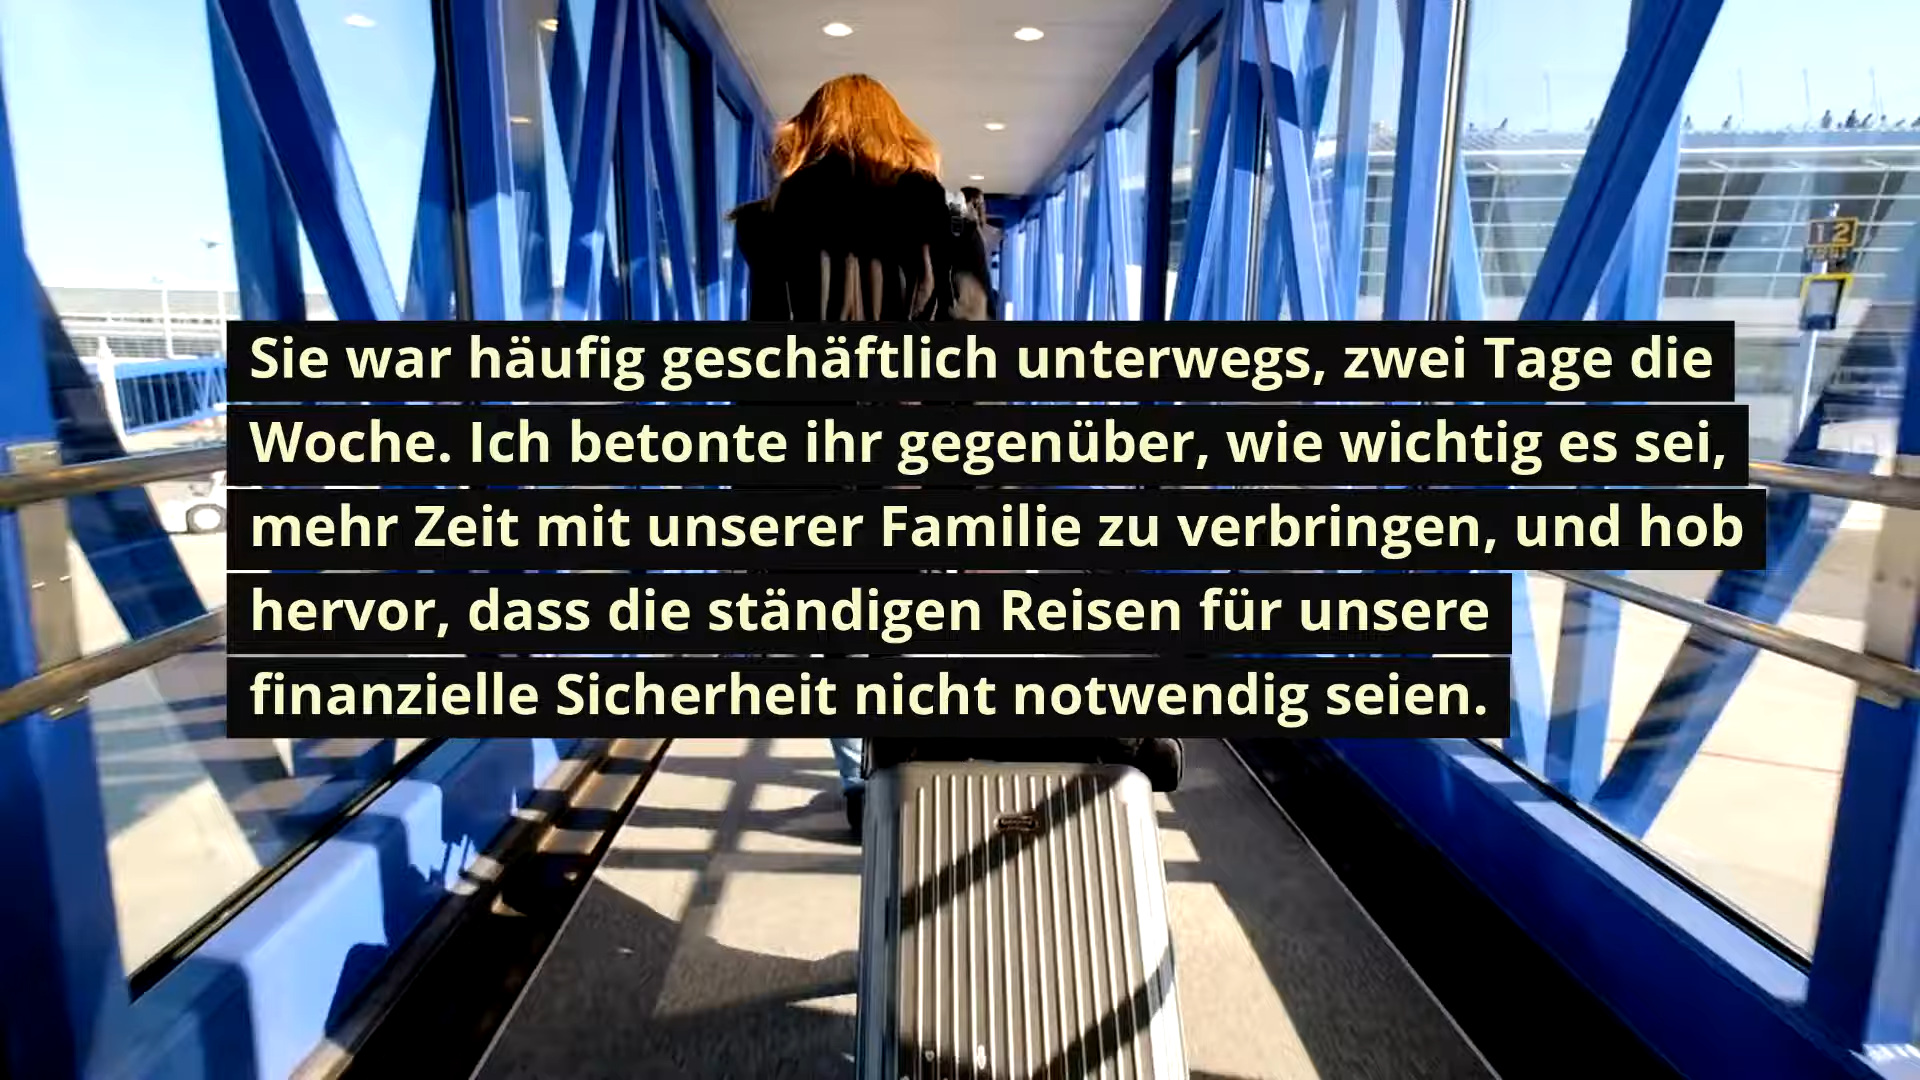 Sie war häufig geschäftlich unterwegs, zwei Tage die
Woche. Ich betonte ihr gegenüber, wie wichtig es sei,
mehr Zeit mit unserer Familie zu verbringen, und hob
hervor, dass die ständigen Reisen für unsere
finanzielle Sicherheit nicht notwendig seien.
12